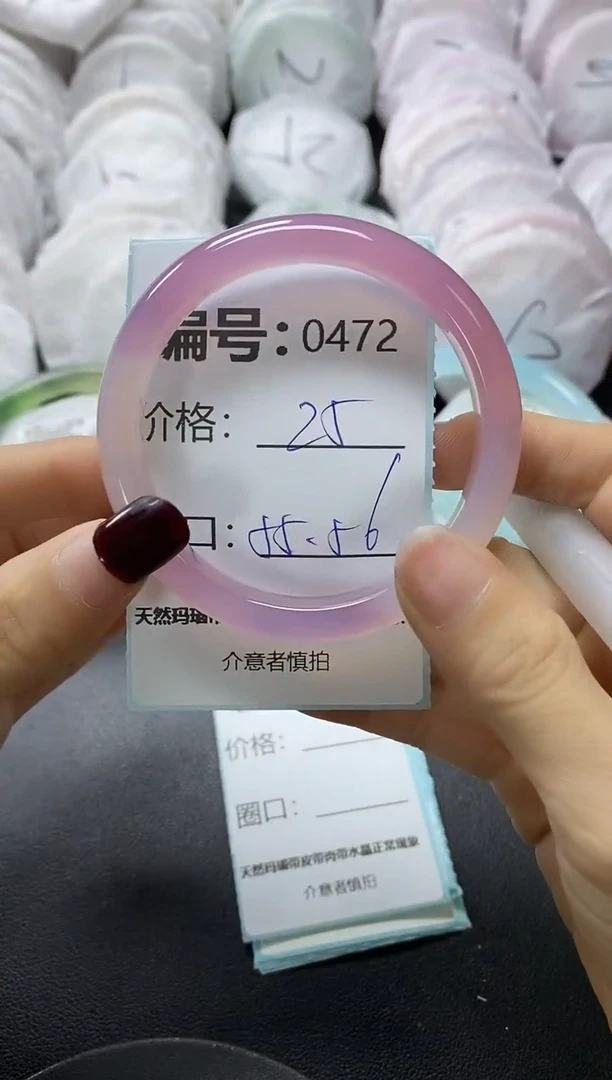 编号：0472
价格： 25
口： 55-56
天然玛瑙
介意者慎拍
价格：
圈口：
天然玛瑙带皮带肉带水晶正常现象
介意者慎拍